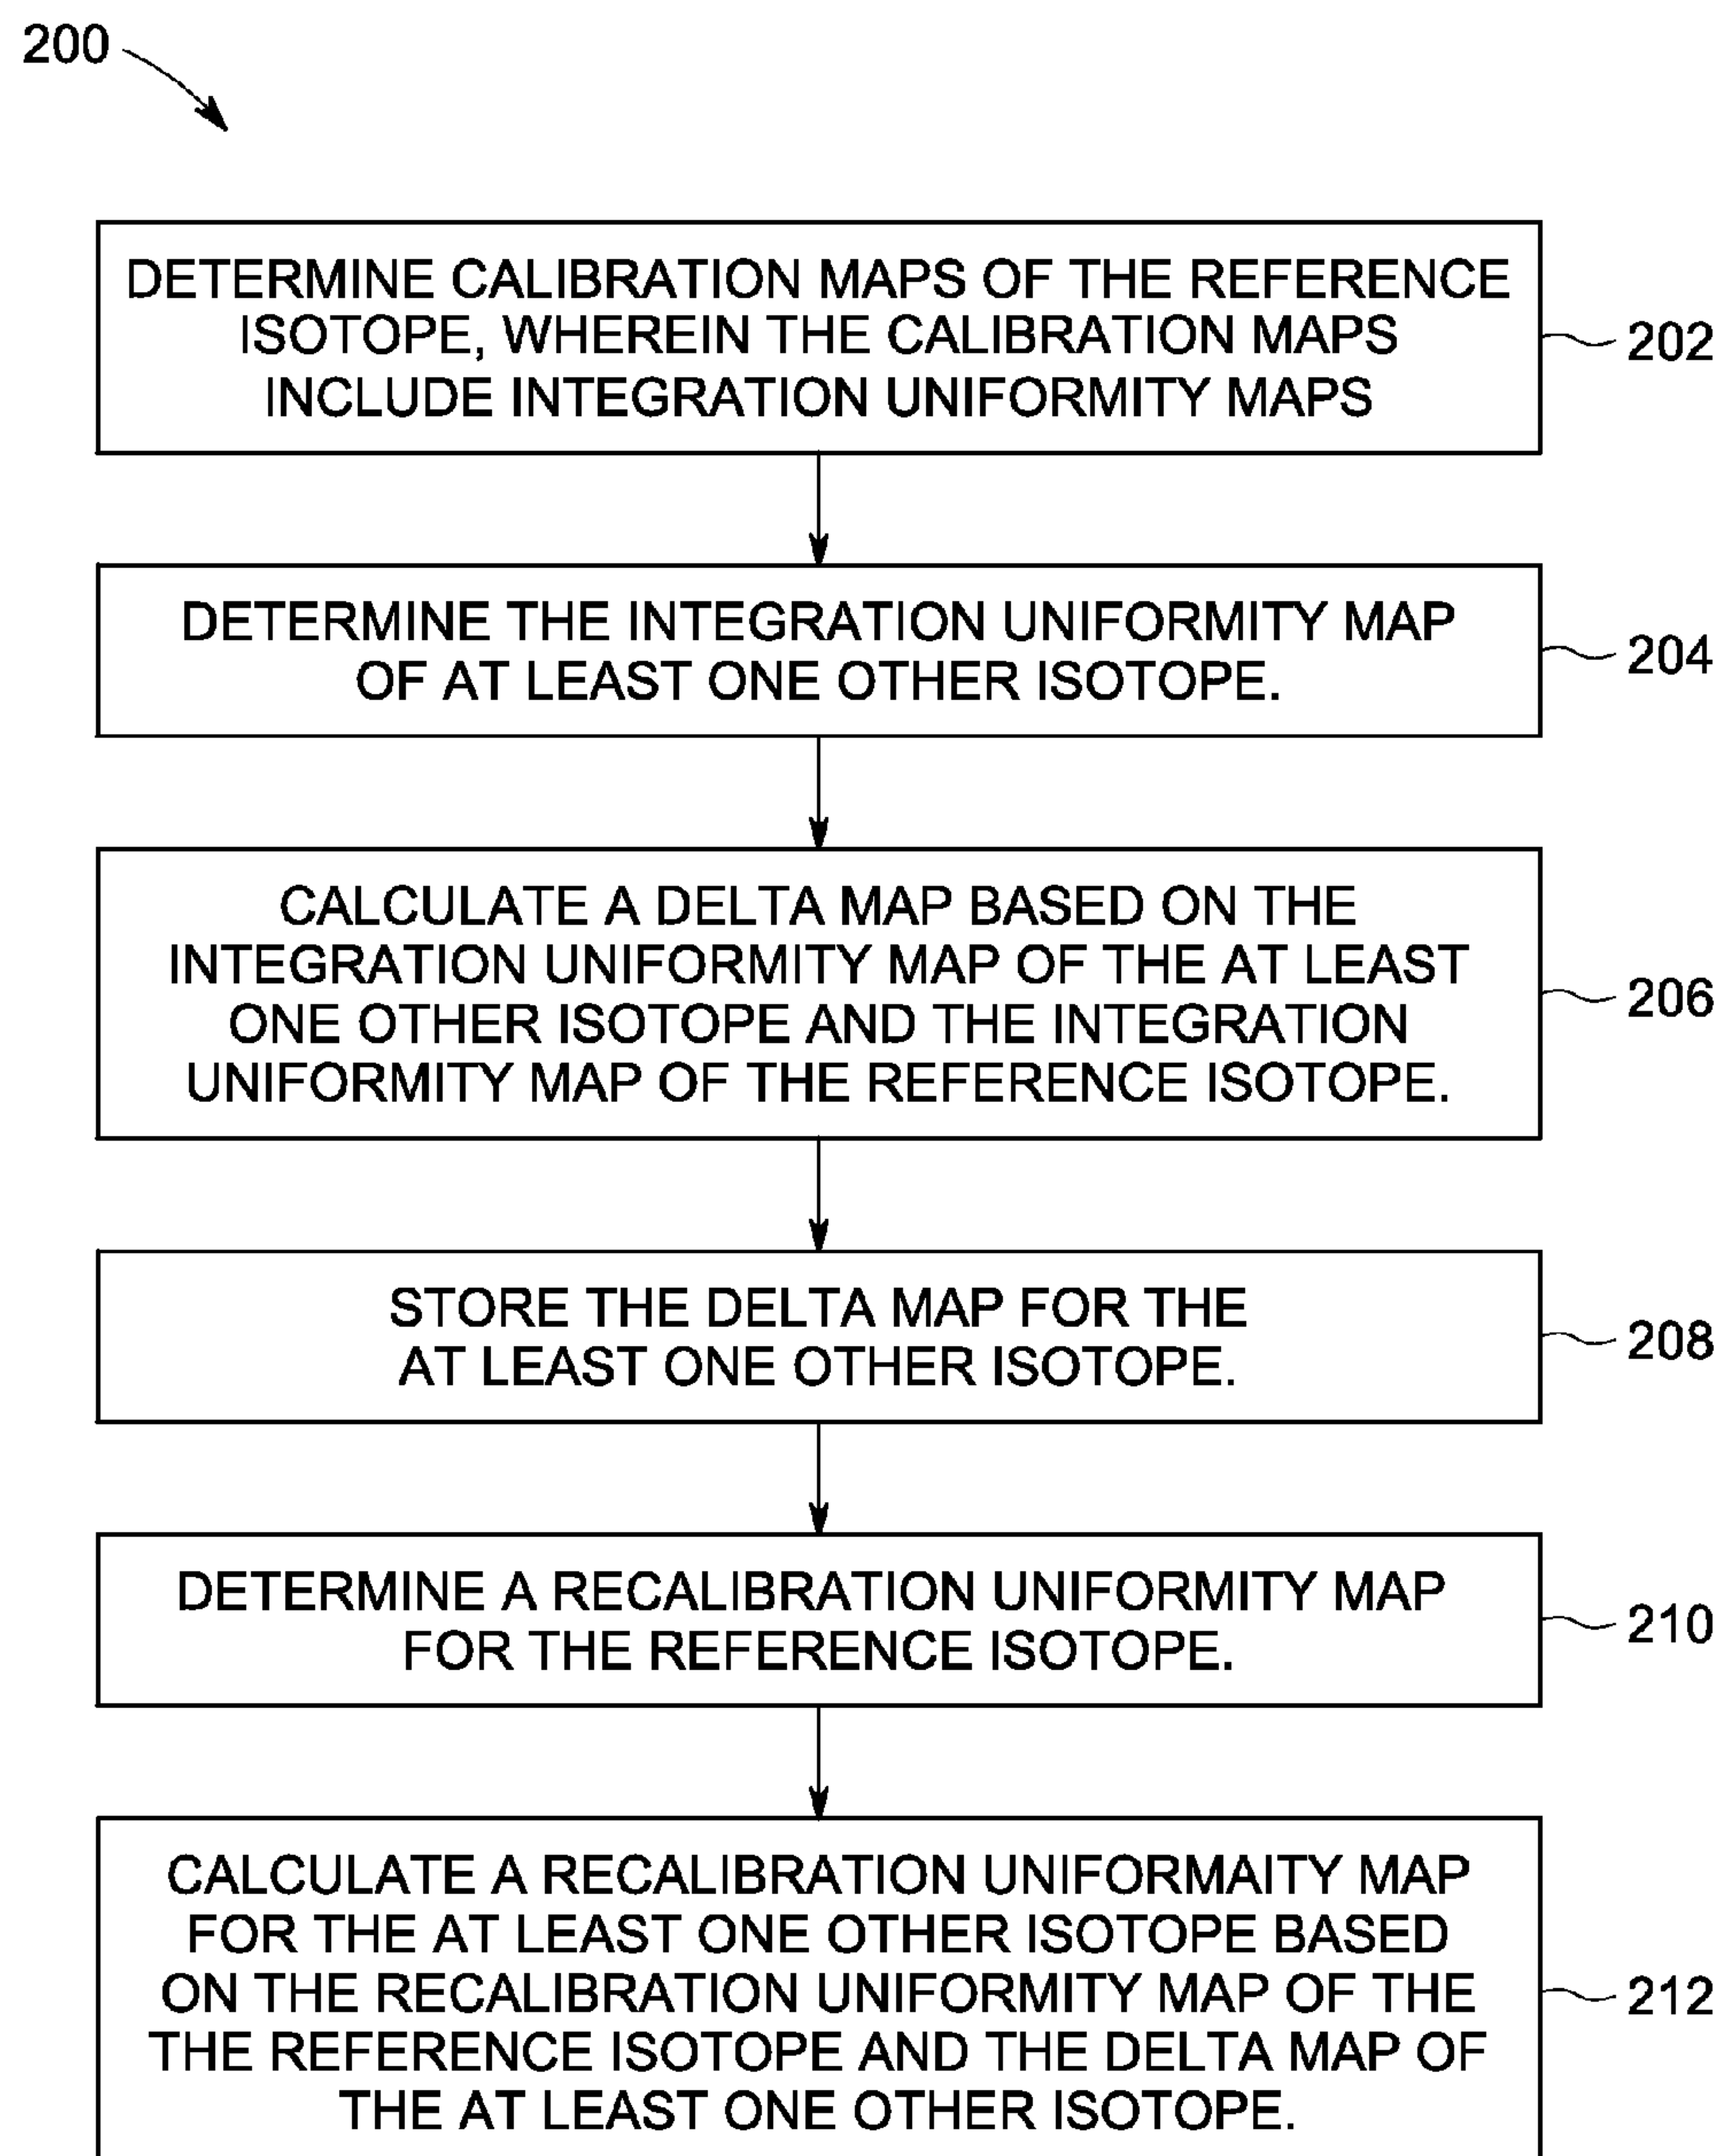 200
DETERMINE CALIBRATION MAPS OF THE REFERENCE
ISOTOPE, WHEREIN THE CALIBRATION MAPS
INCLUDE INTEGRATION UNIFORMITY MAPS
202
DETERMINE THE INTEGRATION UNIFORMITY MAP
OF AT LEAST ONE OTHER ISOTOPE.
204
CALCULATE A DELTA MAP BASED ON THE
INTEGRATION UNIFORMITY MAP OF THE AT LEAST
ONE OTHER ISOTOPE AND THE INTEGRATION
UNIFORMITY MAP OF THE REFERENCE ISOTOPE.
206
STORE THE DELTA MAP FOR THE
AT LEAST ONE OTHER ISOTOPE.
208
DETERMINE A RECALIBRATION UNIFORMITY MAP
FOR THE REFERENCE ISOTOPE.
210
CALCULATE A RECALIBRATION UNIFORMAITY MAP
FOR THE AT LEAST ONE OTHER ISOTOPE BASED
ON THE RECALIBRATION UNIFORMITY MAP OF THE
THE REFERENCE ISOTOPE AND THE DELTA MAP OF
THE AT LEAST ONE OTHER ISOTOPE.
212